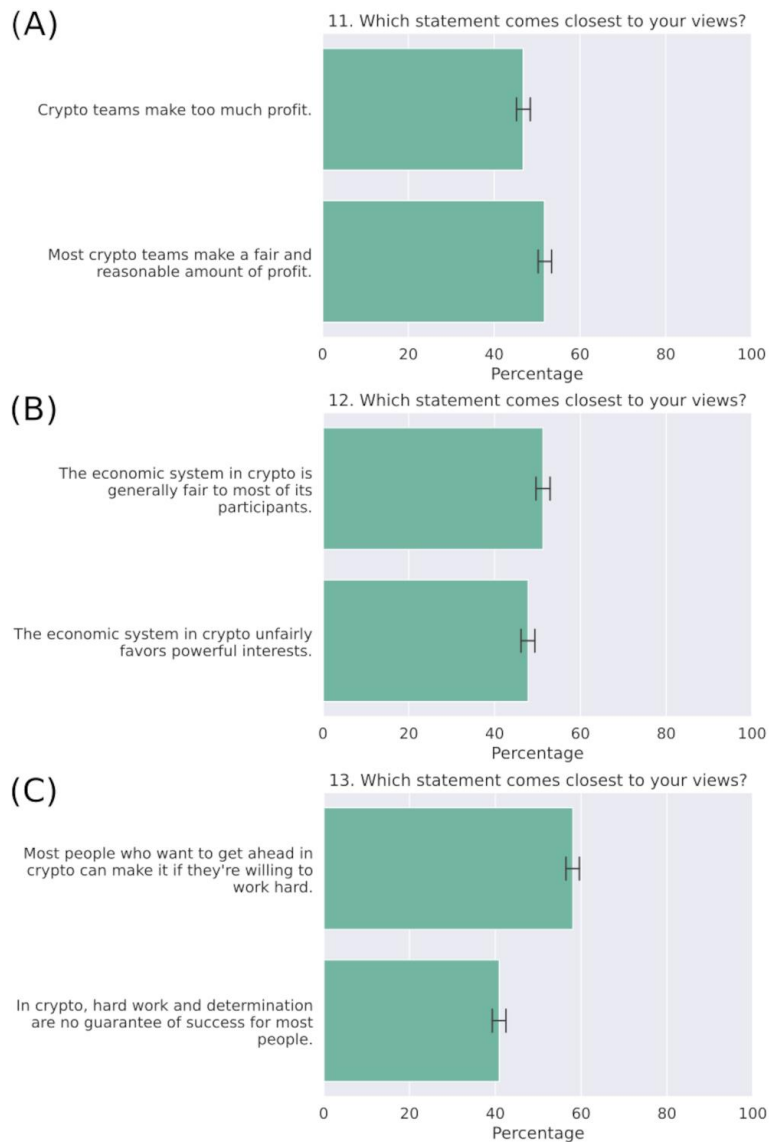 (A)
11. Which statement comes closest to your views?
Crypto teams make too much profit.
Most crypto teams make a fair and
reasonable amount of profit.
0 20 40 60 80 100
Percentage
(B)
12. Which statement comes closest to your views?
The economic system in crypto is
generally fair to most of its
participants.
The economic system in crypto unfairly
favors powerful interests.
0 20 40 60 80 100
Percentage
(C)
13. Which statement comes closest to your views?
Most people who want to get ahead in
crypto can make it if they're willing to
work hard.
In crypto, hard work and determination
are no guarantee of success for most
people.
0 20 40 60 80 100
Percentage